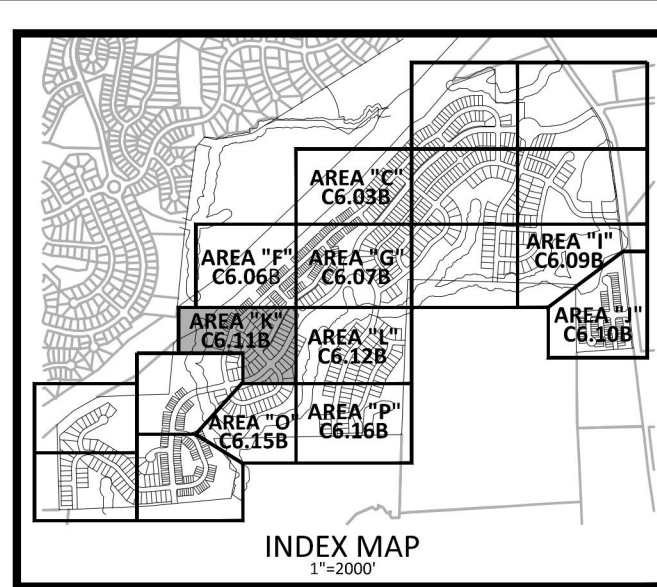 AREA "C"
C6.03B
AREA "F"
C6.06B
AREA "G"
C6.07B
AREA "I"
C6.09B
AREA "K"
C6.11B
AREA "L"
C6.12B
AREA "J"
C6.10B
AREA "O"
C6.15B
AREA "P"
C6.16B
INDEX MAP
1"=2000'